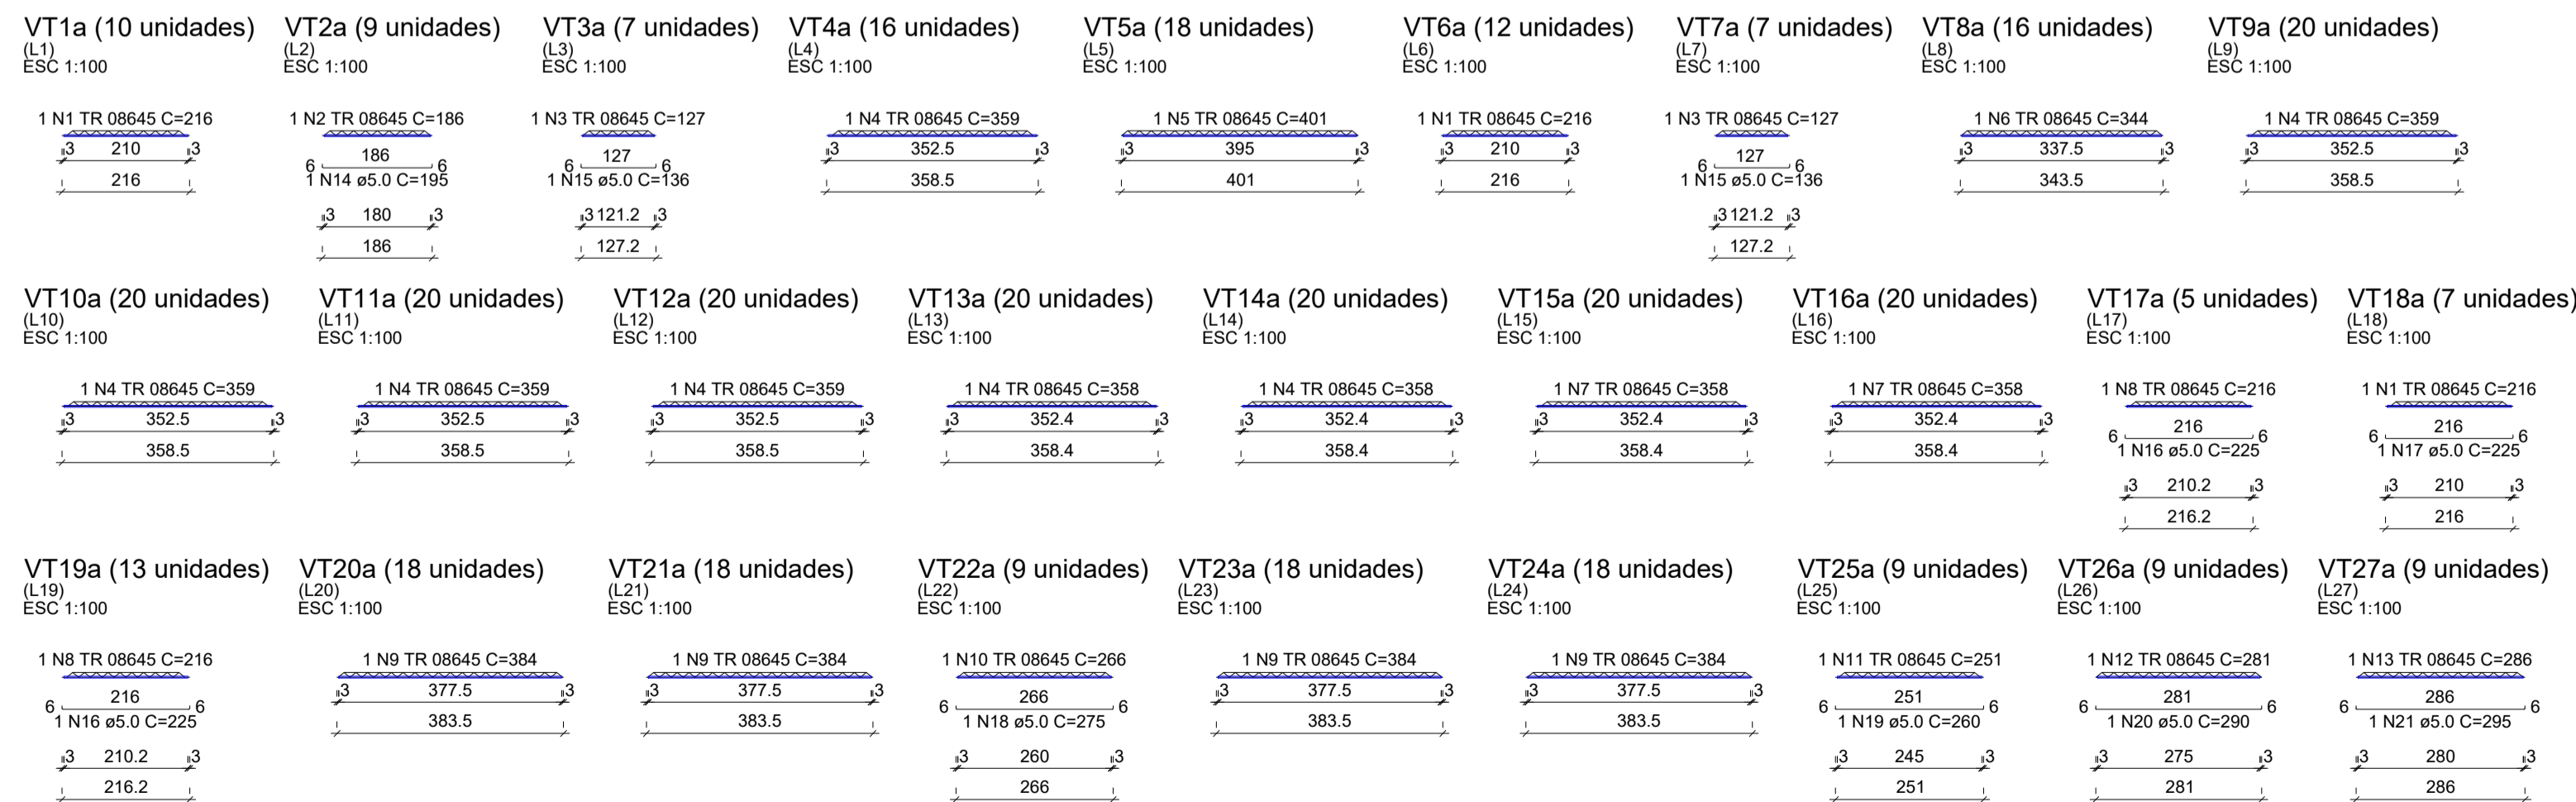 VT1a (10 unidades)
(L1)
ESC 1:100
1 N1 TR 08645 C=216
3 210 3
216
VT2a (9 unidades)
(L2)
ESC 1:100
1 N2 TR 08645 C=186
186
6 6
1 N14 ø5.0 C=195
3 180 3
186
VT3a (7 unidades)
(L3)
ESC 1:100
1 N3 TR 08645 C=127
127
6 6
1 N15 ø5.0 C=136
3 121.2 3
127.2
VT4a (16 unidades)
(L4)
ESC 1:100
1 N4 TR 08645 C=359
3 352.5 3
358.5
VT5a (18 unidades)
(L5)
ESC 1:100
1 N5 TR 08645 C=401
3 395 3
401
VT6a (12 unidades)
(L6)
ESC 1:100
1 N1 TR 08645 C=216
3 210 3
216
VT7a (7 unidades)
(L7)
ESC 1:100
1 N3 TR 08645 C=127
127
6 6
1 N15 ø5.0 C=136
3 121.2 3
127.2
VT8a (16 unidades)
(L8)
ESC 1:100
1 N6 TR 08645 C=344
3 337.5 3
343.5
VT9a (20 unidades)
(L9)
ESC 1:100
1 N4 TR 08645 C=359
3 352.5 3
358.5
VT10a (20 unidades)
(L10)
ESC 1:100
1 N4 TR 08645 C=359
3 352.5 3
358.5
VT11a (20 unidades)
(L11)
ESC 1:100
1 N4 TR 08645 C=359
3 352.5 3
358.5
VT12a (20 unidades)
(L12)
ESC 1:100
1 N4 TR 08645 C=359
3 352.5 3
358.5
VT13a (20 unidades)
(L13)
ESC 1:100
1 N4 TR 08645 C=358
3 352.4 3
358.4
VT14a (20 unidades)
(L14)
ESC 1:100
1 N4 TR 08645 C=358
3 352.4 3
358.4
VT15a (20 unidades)
(L15)
ESC 1:100
1 N7 TR 08645 C=358
3 352.4 3
358.4
VT16a (20 unidades)
(L16)
ESC 1:100
1 N7 TR 08645 C=358
3 352.4 3
358.4
VT17a (5 unidades)
(L17)
ESC 1:100
1 N8 TR 08645 C=216
216
6 6
1 N16 ø5.0 C=225
3 210.2 3
216.2
VT18a (7 unidades)
(L18)
ESC 1:100
1 N1 TR 08645 C=216
216
6 6
1 N17 ø5.0 C=225
3 210 3
216
VT19a (13 unidades)
(L19)
ESC 1:100
1 N8 TR 08645 C=216
216
6 6
1 N16 ø5.0 C=225
3 210.2 3
216.2
VT20a (18 unidades)
(L20)
ESC 1:100
1 N9 TR 08645 C=384
3 377.5 3
383.5
VT21a (18 unidades)
(L21)
ESC 1:100
1 N9 TR 08645 C=384
3 377.5 3
383.5
VT22a (9 unidades)
(L22)
ESC 1:100
1 N10 TR 08645 C=266
266
6 6
1 N18 ø5.0 C=275
3 260 3
266
VT23a (18 unidades)
(L23)
ESC 1:100
1 N9 TR 08645 C=384
3 377.5 3
383.5
VT24a (18 unidades)
(L24)
ESC 1:100
1 N9 TR 08645 C=384
3 377.5 3
383.5
VT25a (9 unidades)
(L25)
ESC 1:100
1 N11 TR 08645 C=251
251
6 6
1 N19 ø5.0 C=260
3 245 3
251
VT26a (9 unidades)
(L26)
ESC 1:100
1 N12 TR 08645 C=281
281
6 6
1 N20 ø5.0 C=290
3 275 3
281
VT27a (9 unidades)
(L27)
ESC 1:100
1 N13 TR 08645 C=286
286
6 6
1 N21 ø5.0 C=295
3 280 3
286